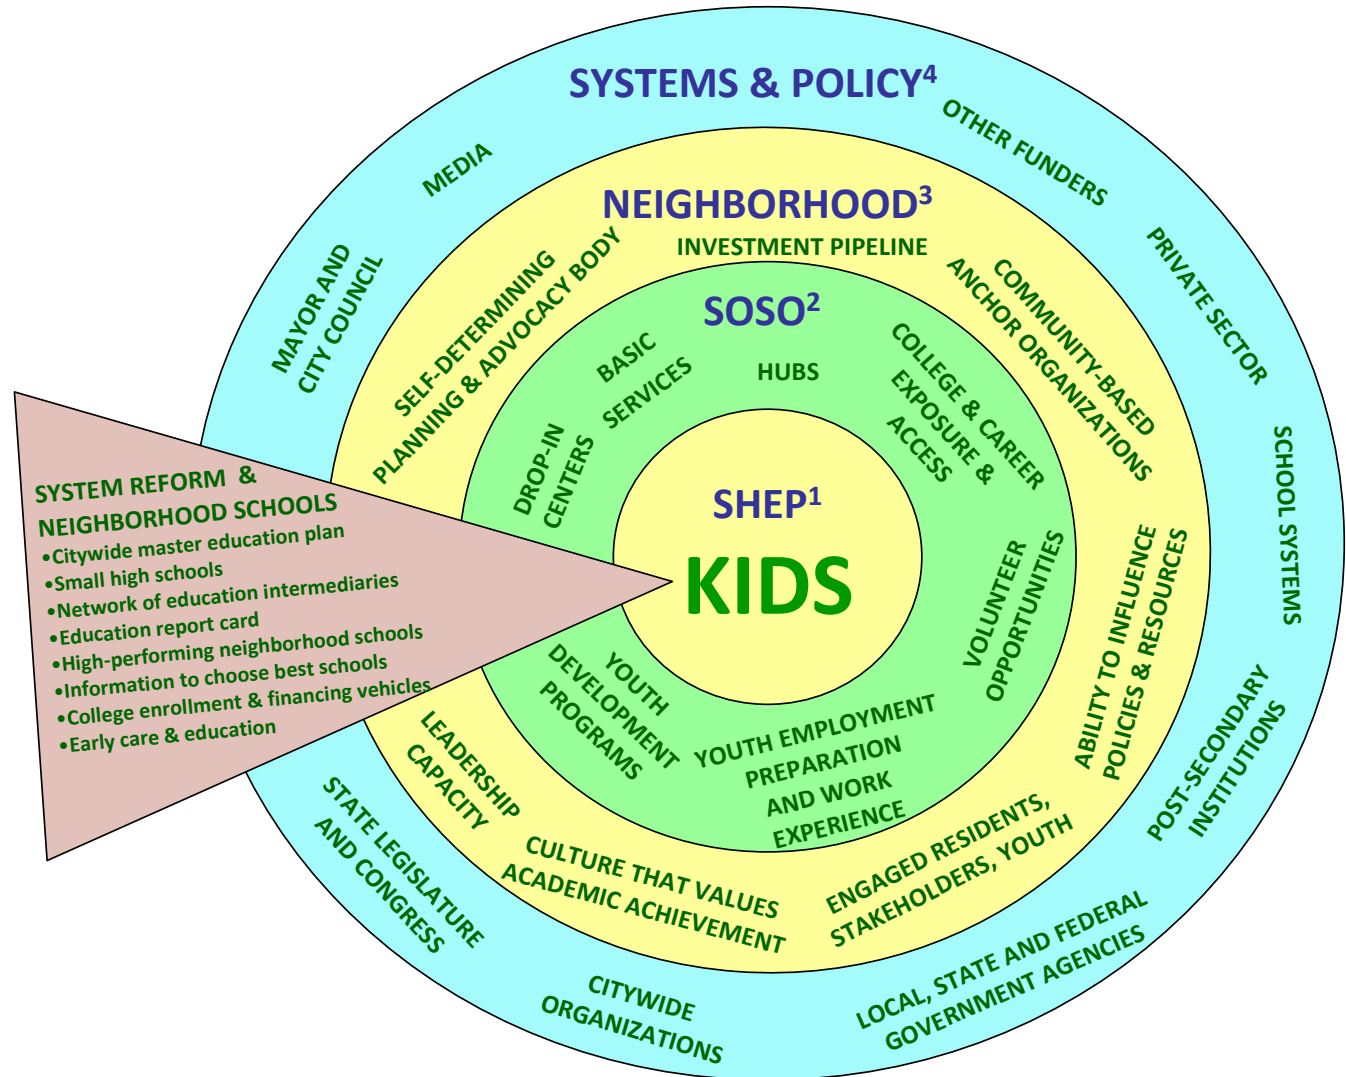 SYSTEMS & POLICY4
OTHER FUNDERS
MEDIA
PRIVATE SECTOR
MAYOR AND
CITY COUNCIL
SCHOOL SYSTEMS
POST-SECONDARY
INSTITUTIONS
LOCAL, STATE AND FEDERAL
GOVERNMENT AGENCIES
CITYWIDE
ORGANIZATIONS
STATE LEGISLATURE
AND CONGRESS
NEIGHBORHOOD3
INVESTMENT PIPELINE
SELF-DETERMINING
PLANNING & ADVOCACY BODY
COMMUNITY-BASED
ANCHOR ORGANIZATIONS
ABILITY TO INFLUENCE
POLICIES & RESOURCES
ENGAGED RESIDENTS,
STAKEHOLDERS, YOUTH
CULTURE THAT VALUES
ACADEMIC ACHIEVEMENT
LEADERSHIP
CAPACITY
SOSO2
BASIC
SERVICES
HUBS
COLLEGE & CAREER
EXPOSURE &
ACCESS
DROP-IN
CENTERS
VOLUNTEER
OPPORTUNITIES
YOUTH EMPLOYMENT
PREPARATION
AND WORK
EXPERIENCE
YOUTH
DEVELOPMENT
PROGRAMS
SHEP1
KIDS
SYSTEM REFORM &
NEIGHBORHOOD SCHOOLS
•Citywide master education plan
•Small high schools
•Network of education intermediaries
•Education report card
•High-performing neighborhood schools
•Information to choose best schools
•College enrollment & financing vehicles
•Early care & education